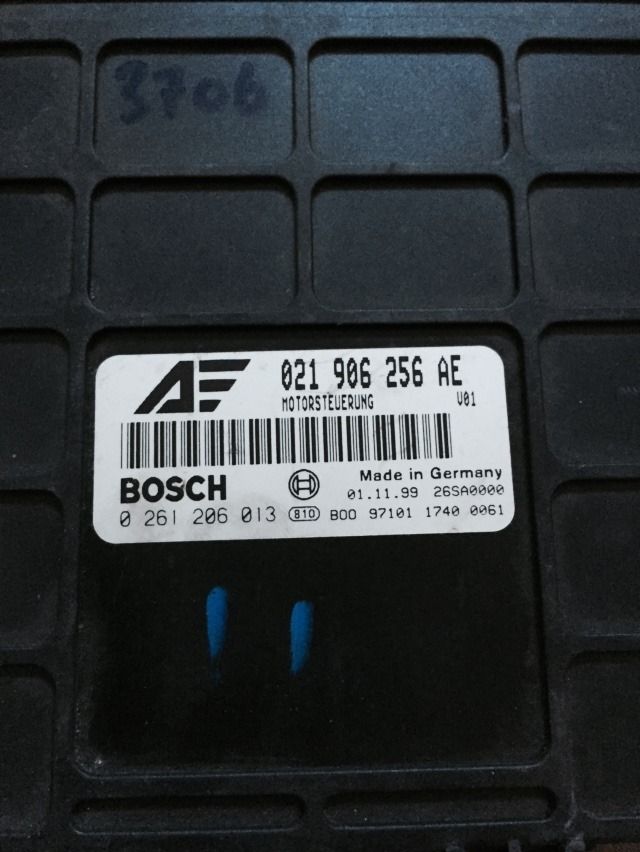 3706
AE 021 906 256 AE
MOTORSTEUERUNG V01
BOSCH Made in Germany
01.11.99 26SA0000
0 261 206 013 810 B00 97101 1740 0061